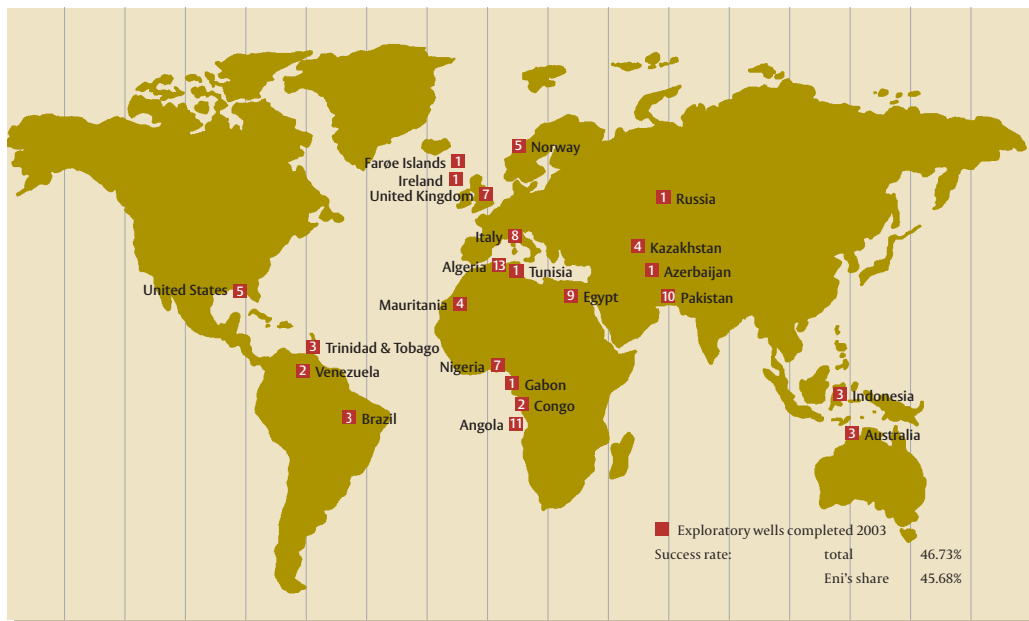 5 Norway
Farøe Islands 1
Ireland 1
United Kingdom 7
1 Russia
Italy 8
4 Kazakhstan
Algeria 13
1 Tunisia
1 Azerbaijan
United States 5
Mauritania 4
9 Egypt
10 Pakistan
3 Trinidad & Tobago
2 Venezuela
Nigeria 7
1 Gabon
3 Indonesia
2 Congo
3 Brazil
Angola 11
3 Australia
Exploratory wells completed 2003
Success rate: total 46.73%
Eni's share 45.68%